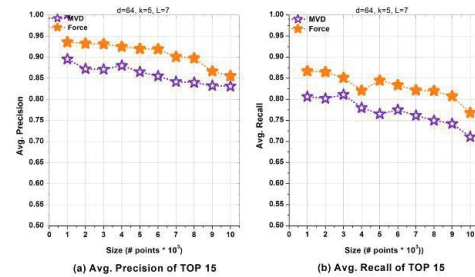 d=64, k=5, L=7
MVD
Force
1.00
0.95
0.90
0.85
0.80
0.75
0.70
0.65
0.60
0.55
0.50
Avg. Precision
0 1 2 3 4 5 6 7 8 9 10
Size (# points * 10³)
(a) Avg. Precision of TOP 15
d=64, k=5, L=7
MVD
Force
1.00
0.95
0.90
0.85
0.80
0.75
0.70
0.65
0.60
0.55
0.50
Avg. Recall
0 1 2 3 4 5 6 7 8 9 10
Size (# points * 10³))
(b) Avg. Recall of TOP 15